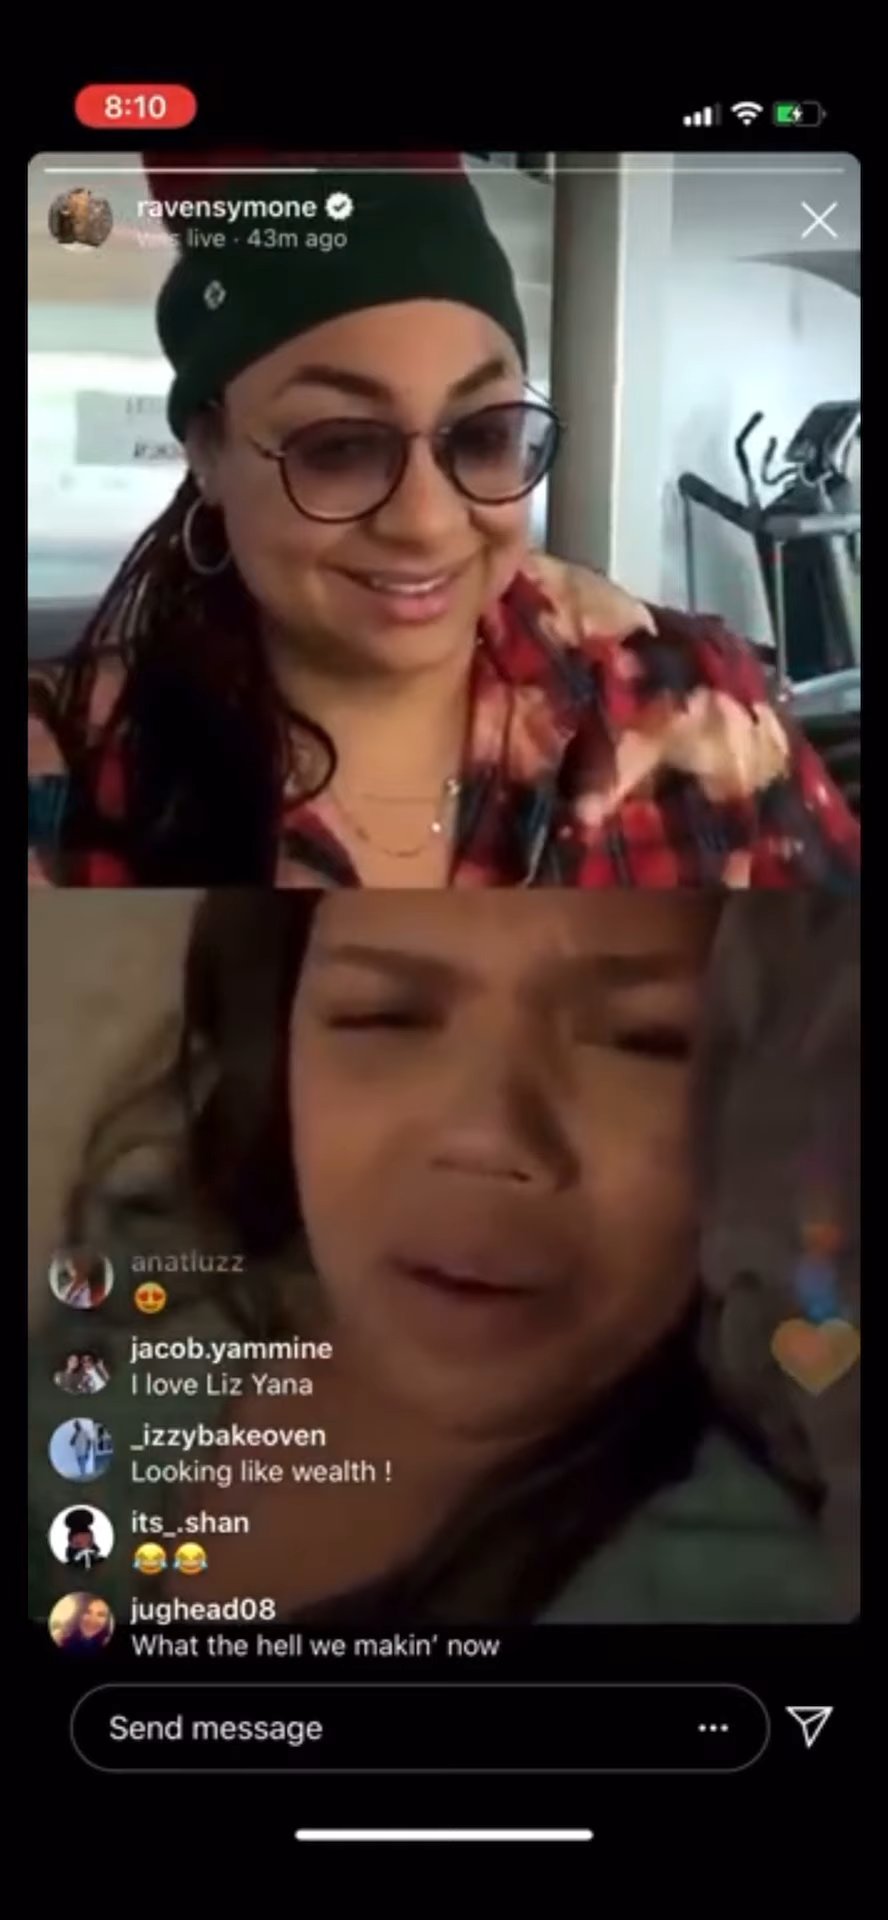 8:10
ravensymone
was live · 43m ago
anatluzz
😍
jacob.yammine
I love Liz Yana
_izzybakeoven
Looking like wealth !
its_.shan
😂😂
jughead08
What the hell we makin' now
Send message